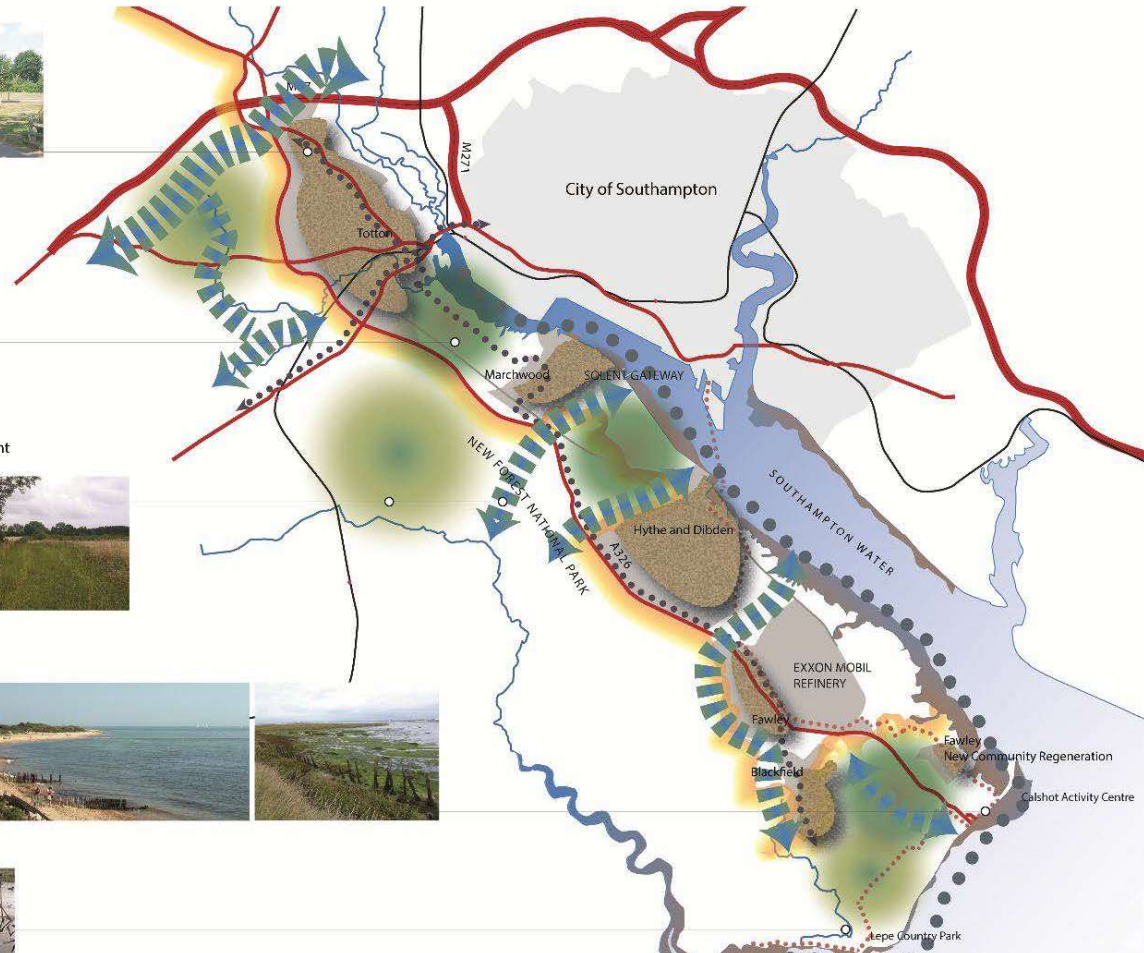 M27
M271
City of Southampton
Totton
Marchwood
SOLENT GATEWAY
nt
NEW FOREST NATIONAL PARK
SOUTHAMPTON WATER
Hythe and Dibden
A326
EXXON MOBIL
REFINERY
Fawley
Fawley
New Community Regeneration
Blackfield
Calshot Activity Centre
Lepe Country Park